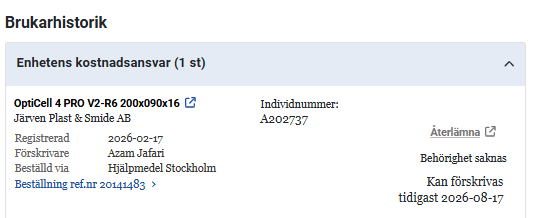 Brukarhistorik
Enhetens kostnadsansvar (1 st)
OptiCell 4 PRO V2-R6 200x090x16
Järven Plast & Smide AB
Registrerad 2026-02-17
Förskrivare Azam Jafari
Beställd via Hjälpmedel Stockholm
Beställning ref.nr 20141483
Individnummer:
A202737
Återlämna
Behörighet saknas
Kan förskrivas
tidigast 2026-08-17